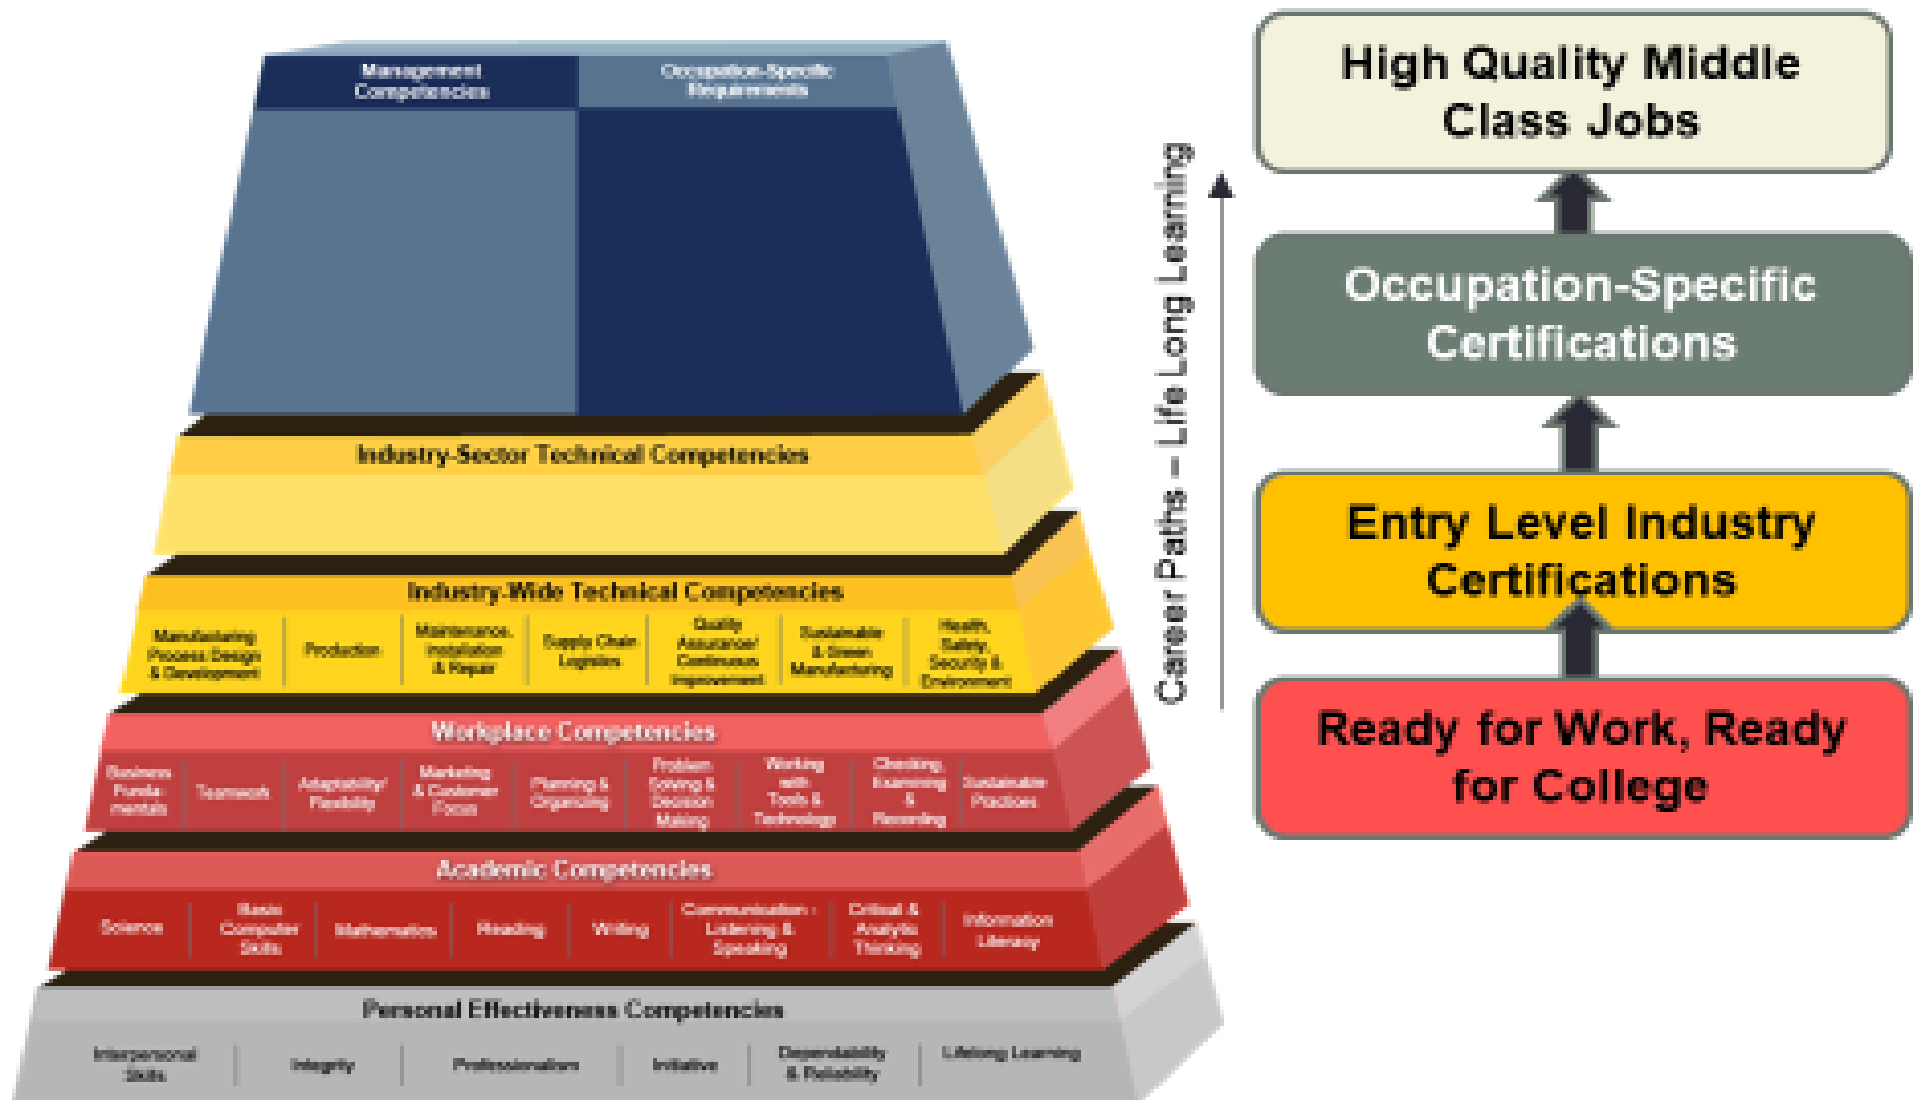 Management
Competencies
Occupation-Specific
Requirements
Industry-Sector Technical Competencies
Industry-Wide Technical Competencies
Manufacturing
Process Design
& Development
Production
Maintenance,
Installation
& Repair
Supply Chain
Logistics
Quality
Assurance/
Continuous
Improvement
Sustainable
& Green
Manufacturing
Health,
Safety,
Security &
Environment
Workplace Competencies
Business
Funda-
mentals
Teamwork
Adaptability/
Flexibility
Marketing
& Customer
Focus
Planning &
Organizing
Problem
Solving &
Decision
Making
Working
with
Tools &
Technology
Checking,
Examining
&
Recording
Sustainable
Practices
Academic Competencies
Science
Basic
Computer
Skills
Mathematics
Reading
Writing
Communication -
Listening &
Speaking
Critical &
Analytic
Thinking
Information
Literacy
Personal Effectiveness Competencies
Interpersonal
Skills
Integrity
Professionalism
Initiative
Dependability
& Reliability
Lifelong Learning
Career Paths – Life Long Learning
High Quality Middle
Class Jobs
Occupation-Specific
Certifications
Entry Level Industry
Certifications
Ready for Work, Ready
for College